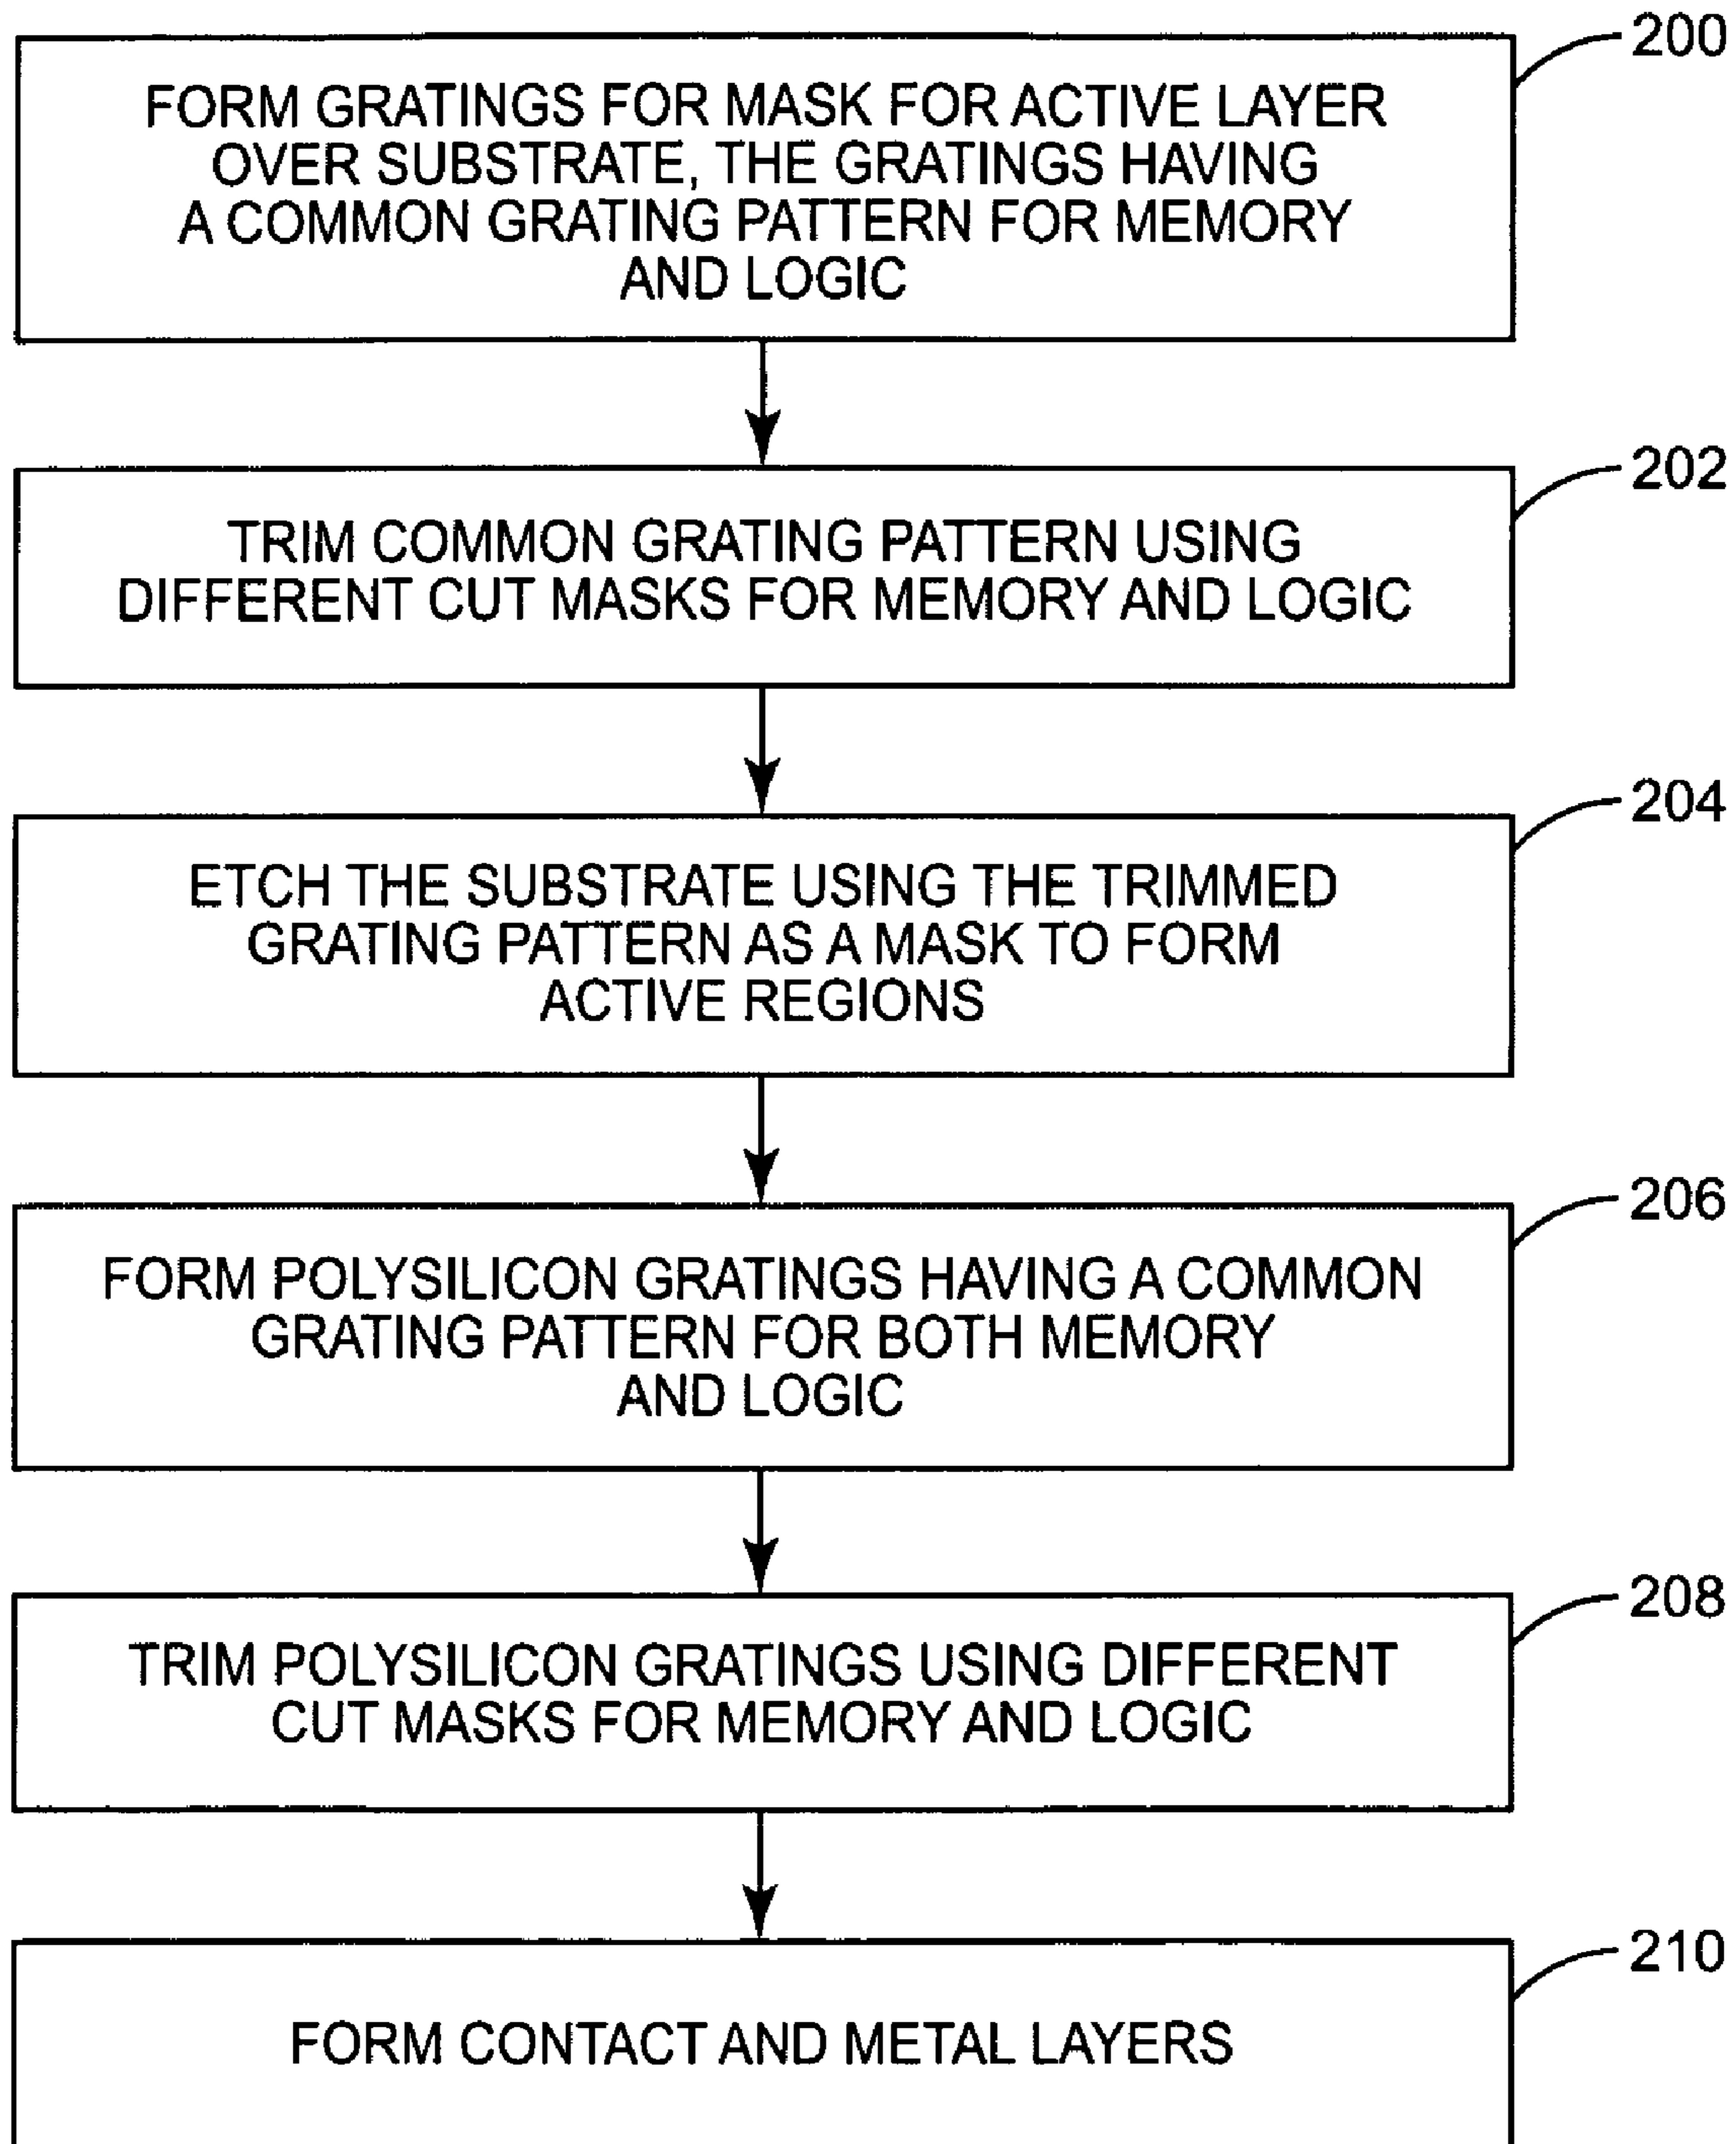 200
FORM GRATINGS FOR MASK FOR ACTIVE LAYER
OVER SUBSTRATE, THE GRATINGS HAVING
A COMMON GRATING PATTERN FOR MEMORY
AND LOGIC
202
TRIM COMMON GRATING PATTERN USING
DIFFERENT CUT MASKS FOR MEMORY AND LOGIC
204
ETCH THE SUBSTRATE USING THE TRIMMED
GRATING PATTERN AS A MASK TO FORM
ACTIVE REGIONS
206
FORM POLYSILICON GRATINGS HAVING A COMMON
GRATING PATTERN FOR BOTH MEMORY
AND LOGIC
208
TRIM POLYSILICON GRATINGS USING DIFFERENT
CUT MASKS FOR MEMORY AND LOGIC
210
FORM CONTACT AND METAL LAYERS